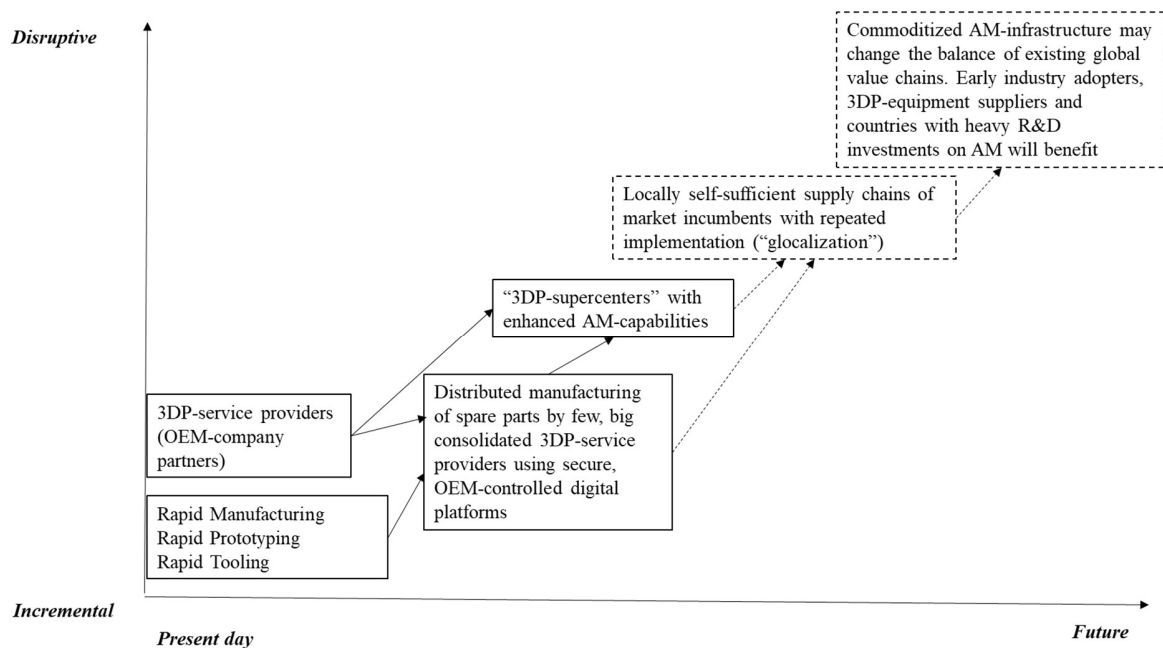 Disruptive
Commoditized AM-infrastructure may
change the balance of existing global
value chains. Early industry adopters,
3DP-equipment suppliers and
countries with heavy R&D
investments on AM will benefit
Locally self-sufficient supply chains of
market incumbents with repeated
implementation (“glocalization”)
“3DP-supercenters” with
enhanced AM-capabilities
3DP-service providers
(OEM-company
partners)
Distributed manufacturing
of spare parts by few, big
consolidated 3DP-service
providers using secure,
OEM-controlled digital
platforms
Rapid Manufacturing
Rapid Prototyping
Rapid Tooling
Incremental
Present day
Future